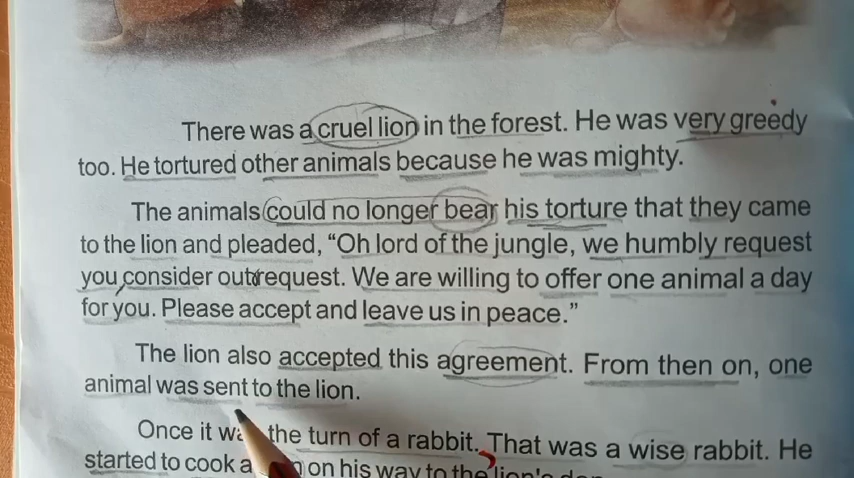 There was a cruel lion in the forest. He was very greedy
too. He tortured other animals because he was mighty.
The animals could no longer bear his torture that they came
to the lion and pleaded, “Oh lord of the jungle, we humbly request
you consider out request. We are willing to offer one animal a day
for you. Please accept and leave us in peace.”
The lion also accepted this agreement. From then on, one
animal was sent to the lion.
Once it the turn of a rabbit. That was a wise rabbit. He
started to cook a on his way to the lion's